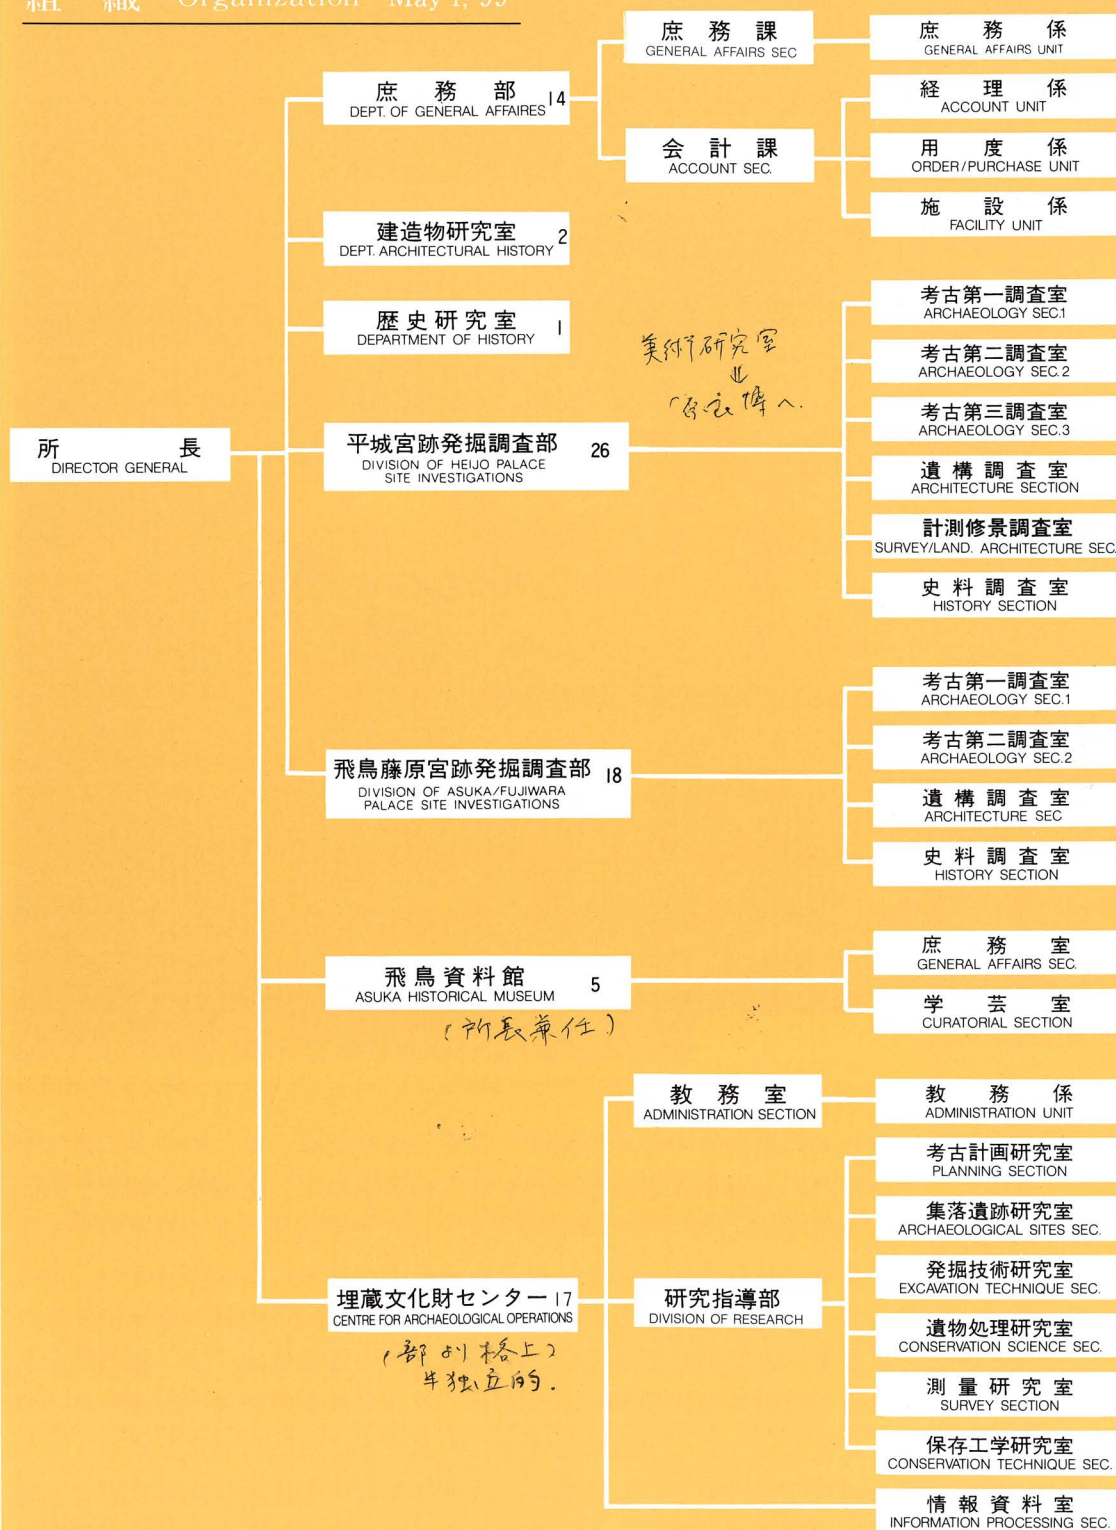 組 織 Organization May 1, '99
所 長
DIRECTOR GENERAL
庶 務 部 14
DEPT. OF GENERAL AFFAIRES
庶 務 課
GENERAL AFFAIRS SEC
庶 務 係
GENERAL AFFAIRS UNIT
会 計 課
ACCOUNT SEC.
経 理 係
ACCOUNT UNIT
用 度 係
ORDER/PURCHASE UNIT
施 設 係
FACILITY UNIT
建造物研究室 2
DEPT. ARCHITECTURAL HISTORY
歴史研究室 1
DEPARTMENT OF HISTORY
美術研究室
⇓
博へ.
平城宮跡発掘調査部 26
DIVISION OF HEIJO PALACE
SITE INVESTIGATIONS
考古第一調査室
ARCHAEOLOGY SEC.1
考古第二調査室
ARCHAEOLOGY SEC.2
考古第三調査室
ARCHAEOLOGY SEC.3
遺構調査室
ARCHITECTURE SECTION
計測修景調査室
SURVEY/LAND. ARCHITECTURE SEC.
史料調査室
HISTORY SECTION
飛鳥藤原宮跡発掘調査部 18
DIVISION OF ASUKA/FUJIWARA
PALACE SITE INVESTIGATIONS
考古第一調査室
ARCHAEOLOGY SEC.1
考古第二調査室
ARCHAEOLOGY SEC.2
遺構調査室
ARCHITECTURE SEC
史料調査室
HISTORY SECTION
飛鳥資料館 5
ASUKA HISTORICAL MUSEUM
(所長兼任)
庶 務 室
GENERAL AFFAIRS SEC.
学 芸 室
CURATORIAL SECTION
埋蔵文化財センター 17
CENTRE FOR ARCHAEOLOGICAL OPERATIONS
(部より格上)
半独立的.
教 務 室
ADMINISTRATION SECTION
教 務 係
ADMINISTRATION UNIT
研究指導部
DIVISION OF RESEARCH
考古計画研究室
PLANNING SECTION
集落遺跡研究室
ARCHAEOLOGICAL SITES SEC.
発掘技術研究室
EXCAVATION TECHNIQUE SEC.
遺物処理研究室
CONSERVATION SCIENCE SEC.
測量研究室
SURVEY SECTION
保存工学研究室
CONSERVATION TECHNIQUE SEC.
情報資料室
INFORMATION PROCESSING SEC.